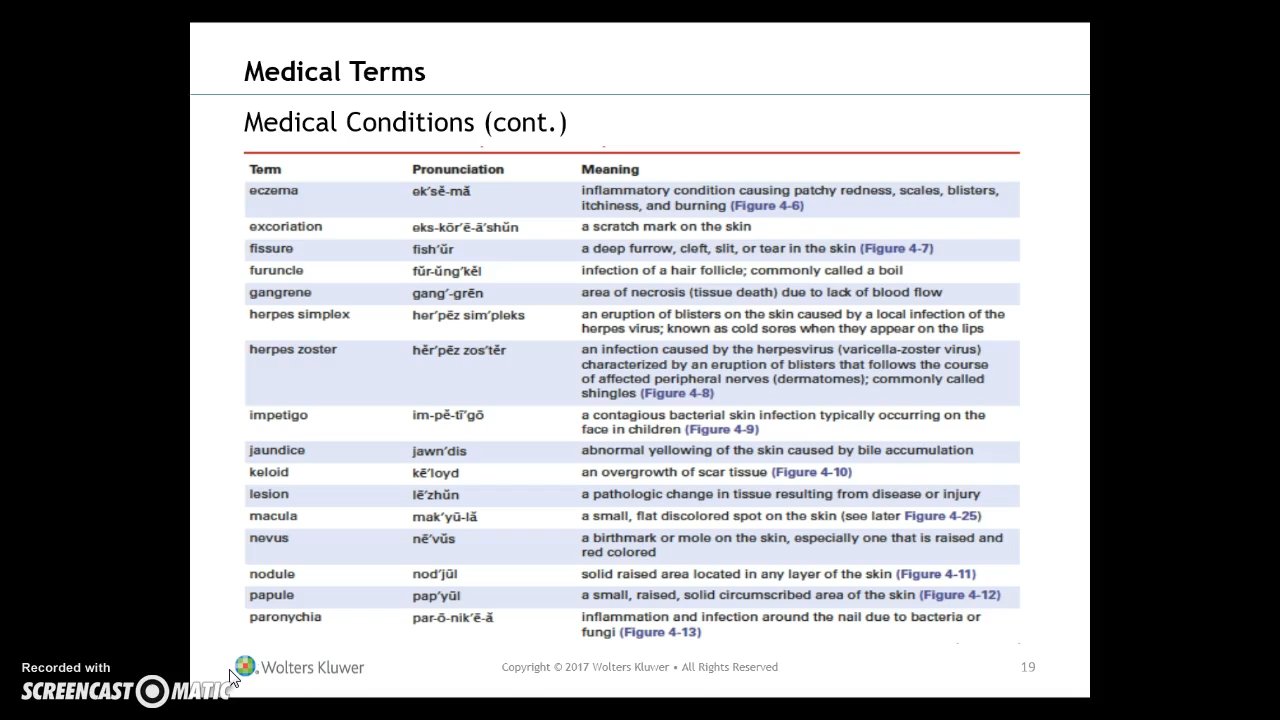 Medical Terms
Medical Conditions (cont.)
Term Pronunciation Meaning
eczema ek′sĕ-mă inflammatory condition causing patchy redness, scales, blisters,
itchiness, and burning (Figure 4-6)
excoriation eks-kōr′ē-ā′shŭn a scratch mark on the skin
fissure fish′ŭr a deep furrow, cleft, slit, or tear in the skin (Figure 4-7)
furuncle fūr-ŭng′kĕl infection of a hair follicle; commonly called a boil
gangrene gang′-grēn area of necrosis (tissue death) due to lack of blood flow
herpes simplex her′pēz sim′pleks an eruption of blisters on the skin caused by a local infection of the
herpes virus; known as cold sores when they appear on the lips
herpes zoster hĕr′pēz zos′tĕr an infection caused by the herpesvirus (varicella-zoster virus)
characterized by an eruption of blisters that follows the course
of affected peripheral nerves (dermatomes); commonly called
shingles (Figure 4-8)
impetigo im-pĕ-tī′gō a contagious bacterial skin infection typically occurring on the
face in children (Figure 4-9)
jaundice jawn′dis abnormal yellowing of the skin caused by bile accumulation
keloid kē′loyd an overgrowth of scar tissue (Figure 4-10)
lesion lē′zhŭn a pathologic change in tissue resulting from disease or injury
macula mak′yū-lă a small, flat discolored spot on the skin (see later Figure 4-25)
nevus nē′vŭs a birthmark or mole on the skin, especially one that is raised and
red colored
nodule nod′jūl solid raised area located in any layer of the skin (Figure 4-11)
papule pap′yūl a small, raised, solid circumscribed area of the skin (Figure 4-12)
paronychia par-ō-nik′ē-ă inflammation and infection around the nail due to bacteria or
fungi (Figure 4-13)
Wolters Kluwer Copyright © 2017 Wolters Kluwer • All Rights Reserved 19
Recorded with
SCREENCAST MATIC